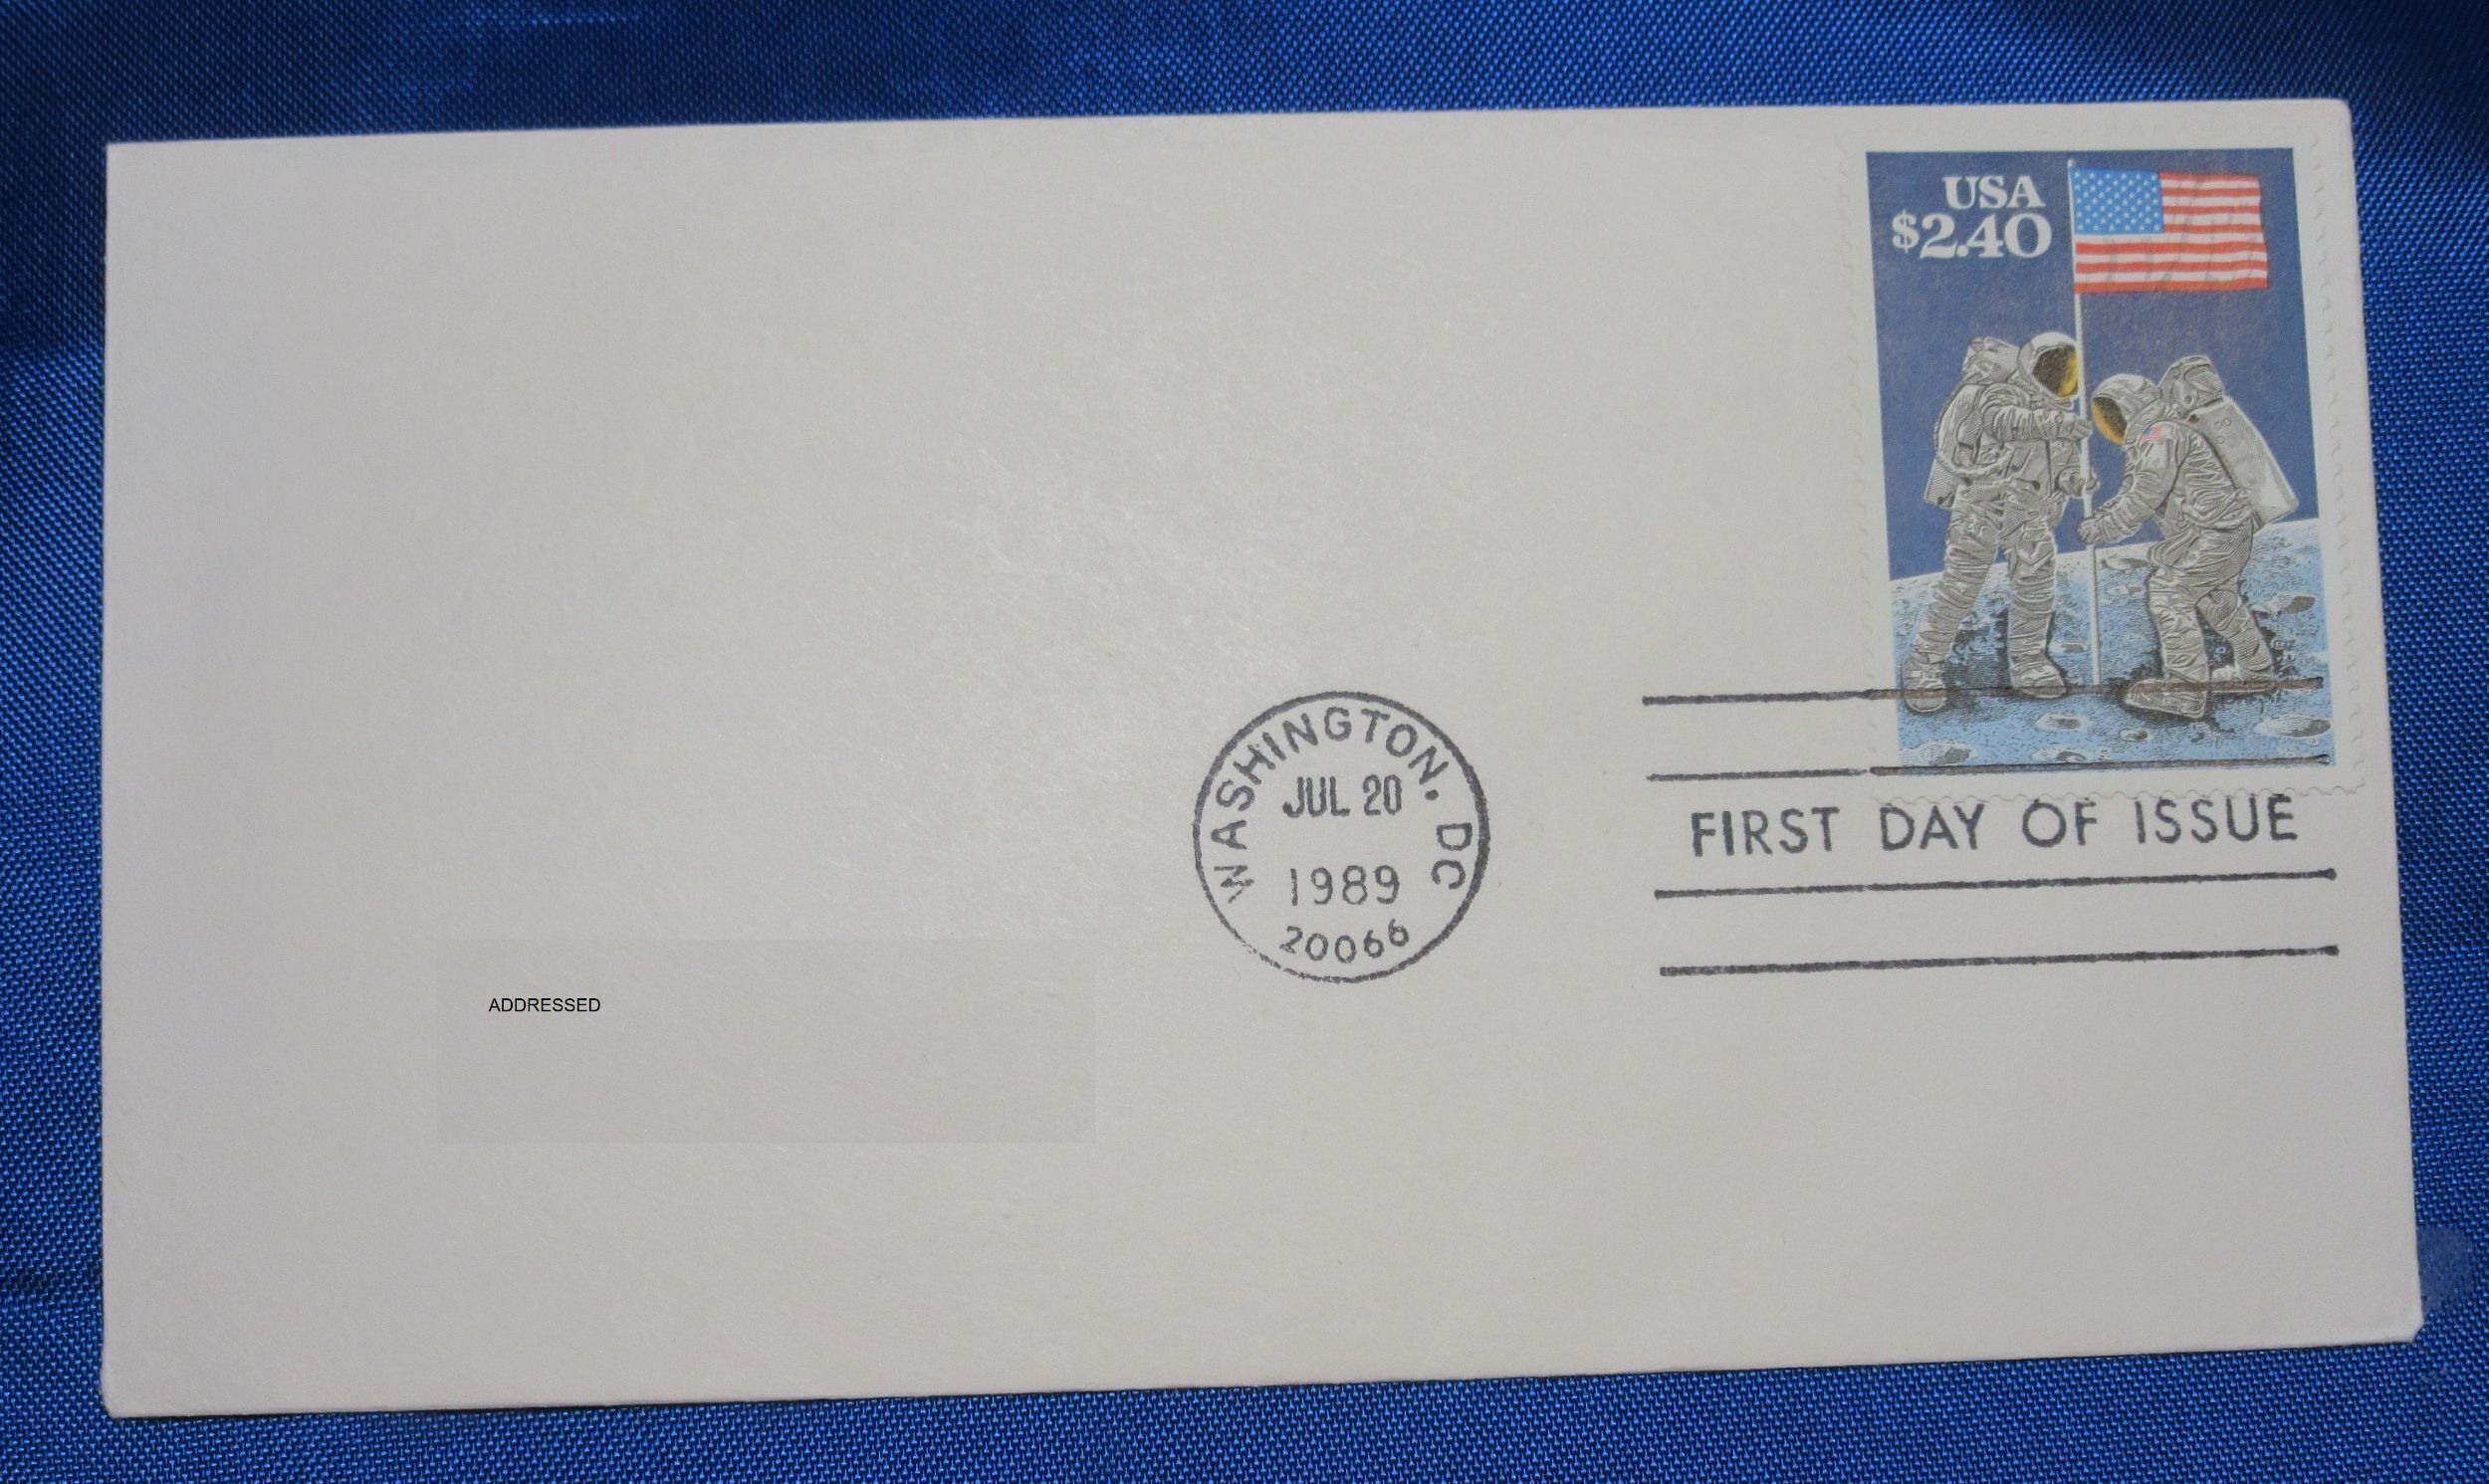 USA
$2.40
WASHINGTON. DC
JUL 20
1989
20066
FIRST DAY OF ISSUE
ADDRESSED